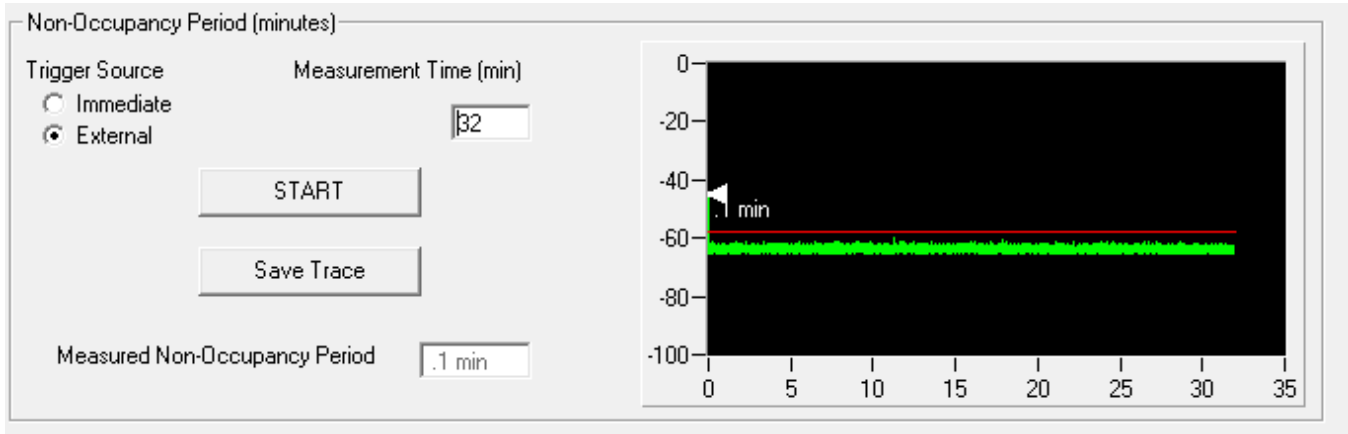 Non-Occupancy Period (minutes)
Trigger Source
Measurement Time (min)
Immediate
External
32
START
Save Trace
Measured Non-Occupancy Period
.1 min
0
-20
-40
-60
-80
-100
.1 min
0 5 10 15 20 25 30 35